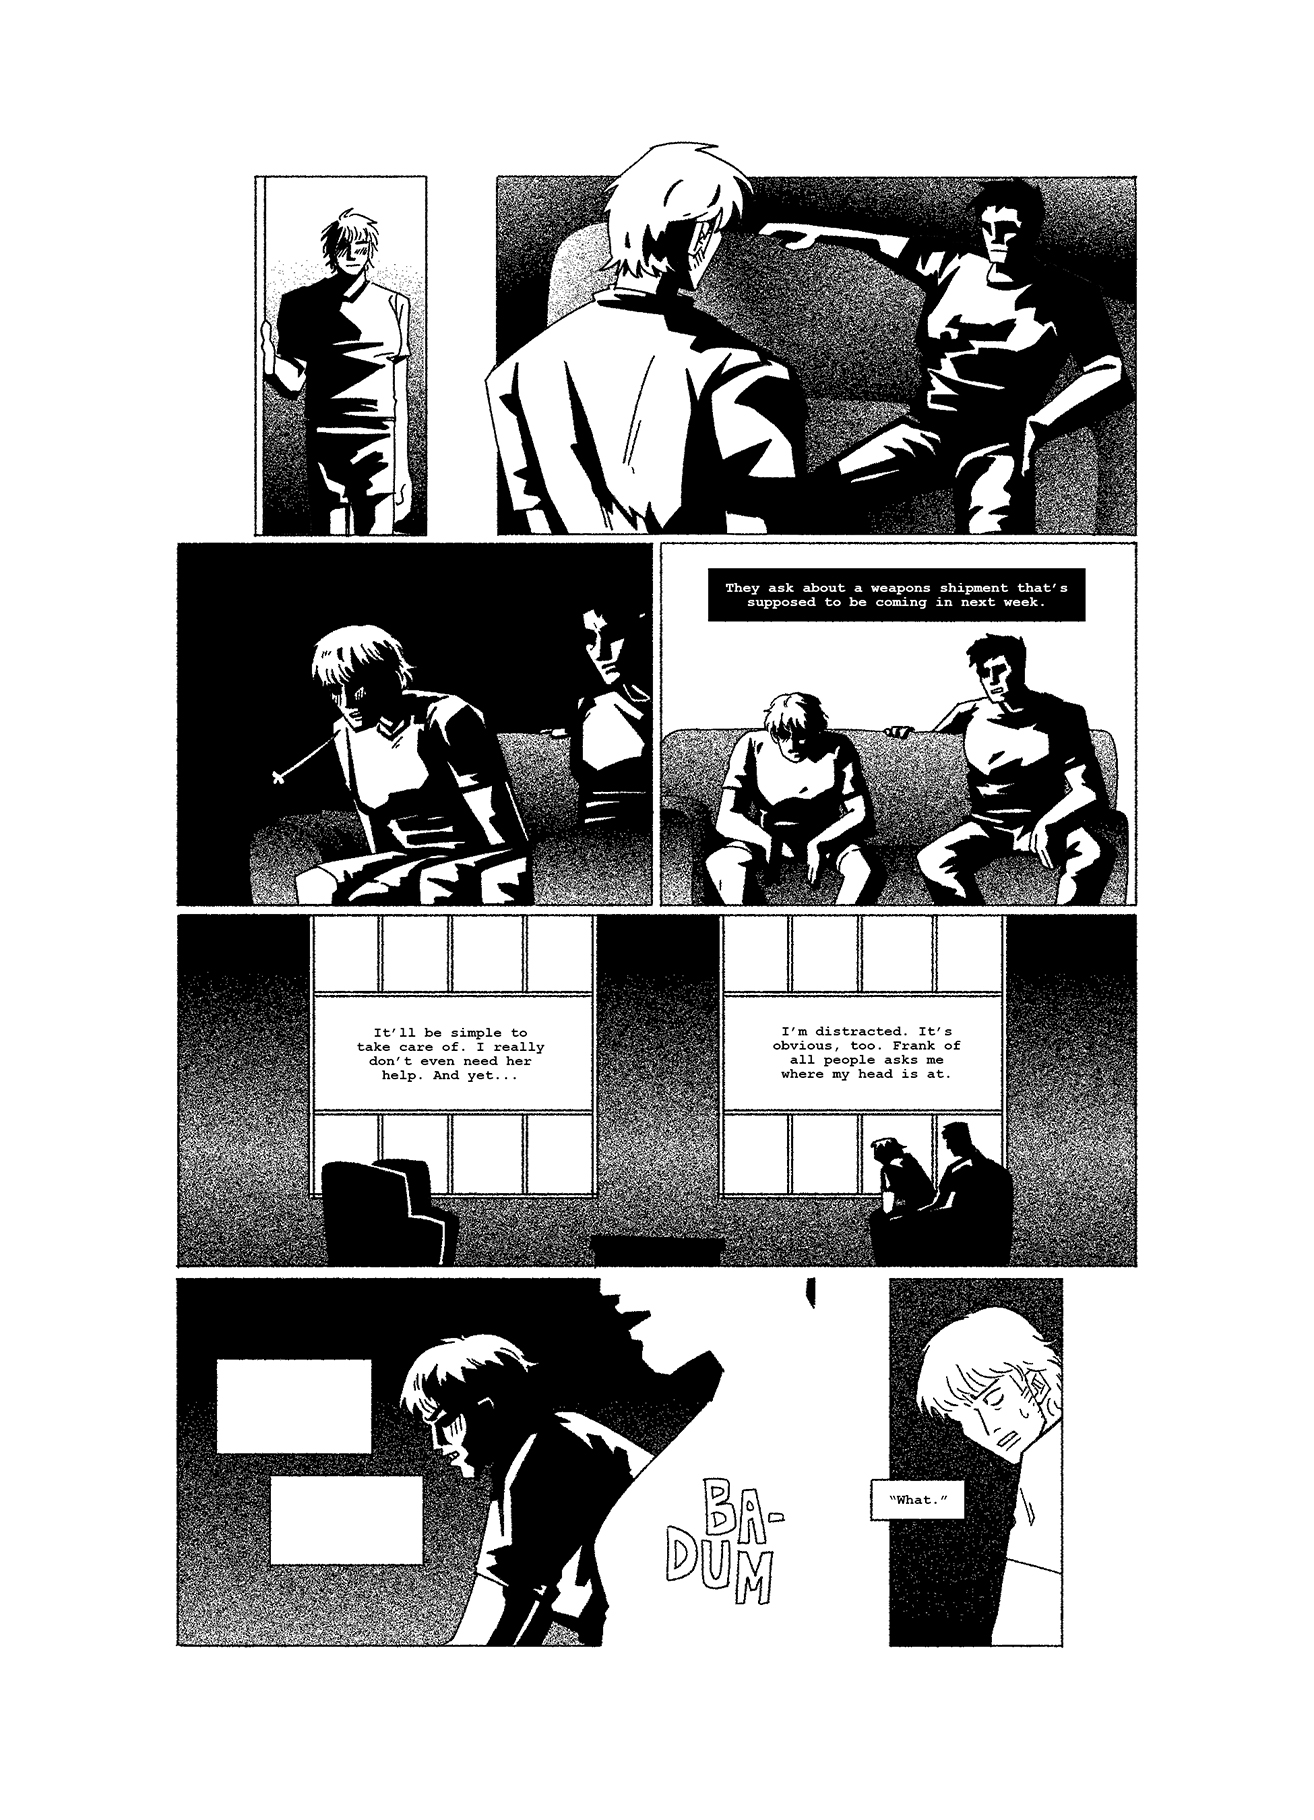 They ask about a weapons shipment that's
supposed to be coming in next week.
It'll be simple to
take care of. I really
don't even need her
help. And yet...
I'm distracted. It's
obvious, too. Frank of
all people asks me
where my head is at.
BA-
DUM
"What."